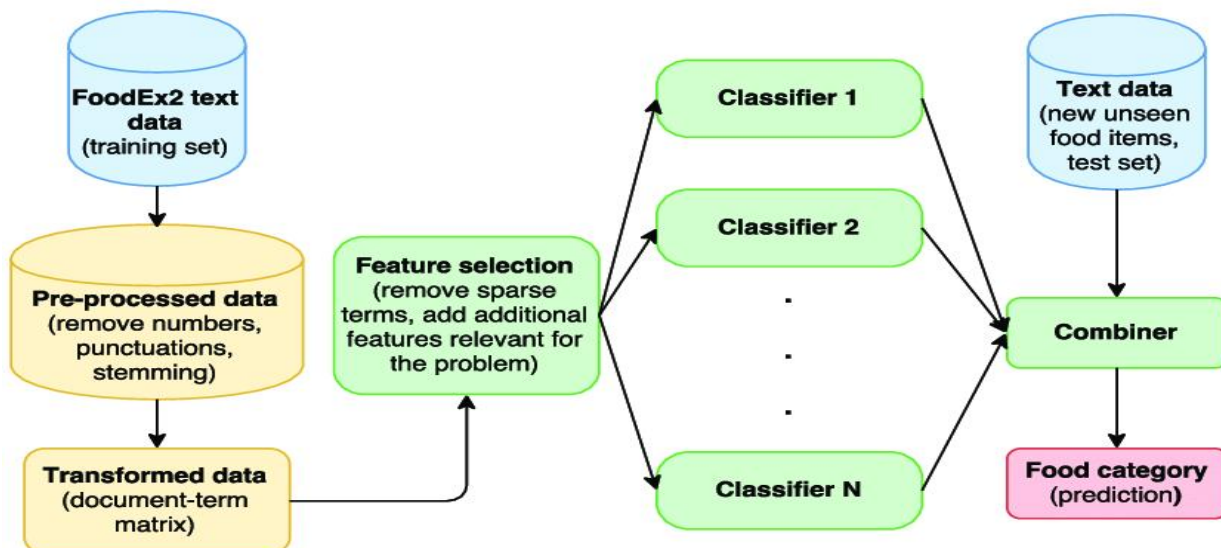 FoodEx2 text
data
(training set)
Pre-processed data
(remove numbers,
punctuations,
stemming)
Transformed data
(document-term
matrix)
Feature selection
(remove sparse
terms, add additional
features relevant for
the problem)
Classifier 1
Classifier 2
.
.
.
Classifier N
Text data
(new unseen
food items,
test set)
Combiner
Food category
(prediction)